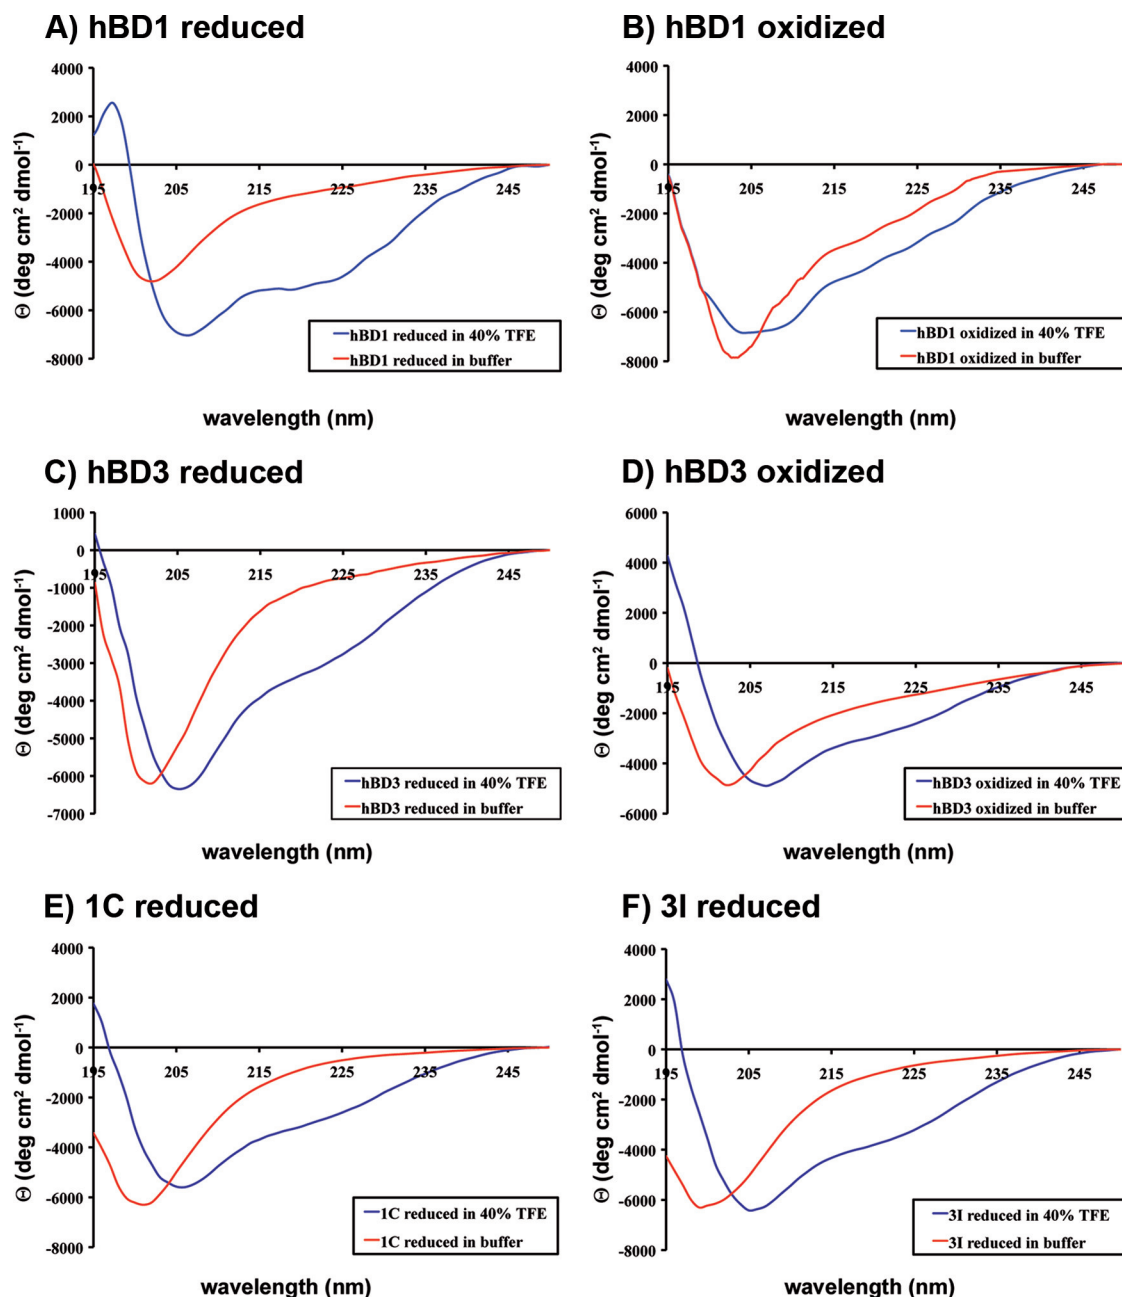 A) hBD1 reduced
4000
2000
0
-2000
-4000
-6000
-8000
195 205 215 225 235 245
Θ (deg cm² dmol⁻¹)
hBD1 reduced in 40% TFE
hBD1 reduced in buffer
wavelength (nm)
B) hBD1 oxidized
4000
2000
0
-2000
-4000
-6000
-8000
195 205 215 225 235 245
Θ (deg cm² dmol⁻¹)
hBD1 oxidized in 40% TFE
hBD1 oxidized in buffer
wavelength (nm)
C) hBD3 reduced
1000
0
-1000
-2000
-3000
-4000
-5000
-6000
-7000
195 205 215 225 235 245
Θ (deg cm² dmol⁻¹)
hBD3 reduced in 40% TFE
hBD3 reduced in buffer
wavelength (nm)
D) hBD3 oxidized
6000
4000
2000
0
-2000
-4000
-6000
195 205 215 225 235 245
Θ (deg cm² dmol⁻¹)
hBD3 oxidized in 40% TFE
hBD3 oxidized in buffer
wavelength (nm)
E) 1C reduced
4000
2000
0
-2000
-4000
-6000
-8000
195 205 215 225 235 245
Θ (deg cm² dmol⁻¹)
1C reduced in 40% TFE
1C reduced in buffer
wavelength (nm)
F) 3I reduced
4000
2000
0
-2000
-4000
-6000
-8000
195 205 215 225 235 245
Θ (deg cm² dmol⁻¹)
3I reduced in 40% TFE
3I reduced in buffer
wavelength (nm)